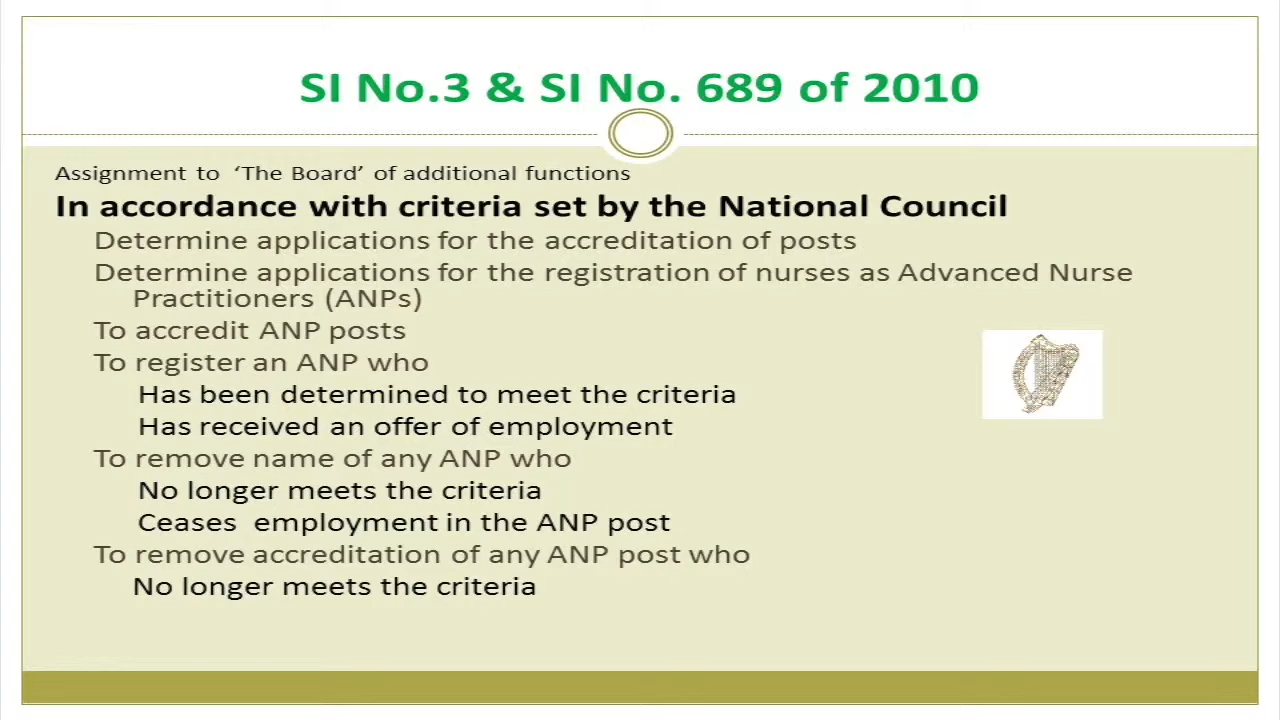 SI No.3 & SI No. 689 of 2010
Assignment to ‘The Board’ of additional functions
In accordance with criteria set by the National Council
Determine applications for the accreditation of posts
Determine applications for the registration of nurses as Advanced Nurse
Practitioners (ANPs)
To accredit ANP posts
To register an ANP who
Has been determined to meet the criteria
Has received an offer of employment
To remove name of any ANP who
No longer meets the criteria
Ceases employment in the ANP post
To remove accreditation of any ANP post who
No longer meets the criteria